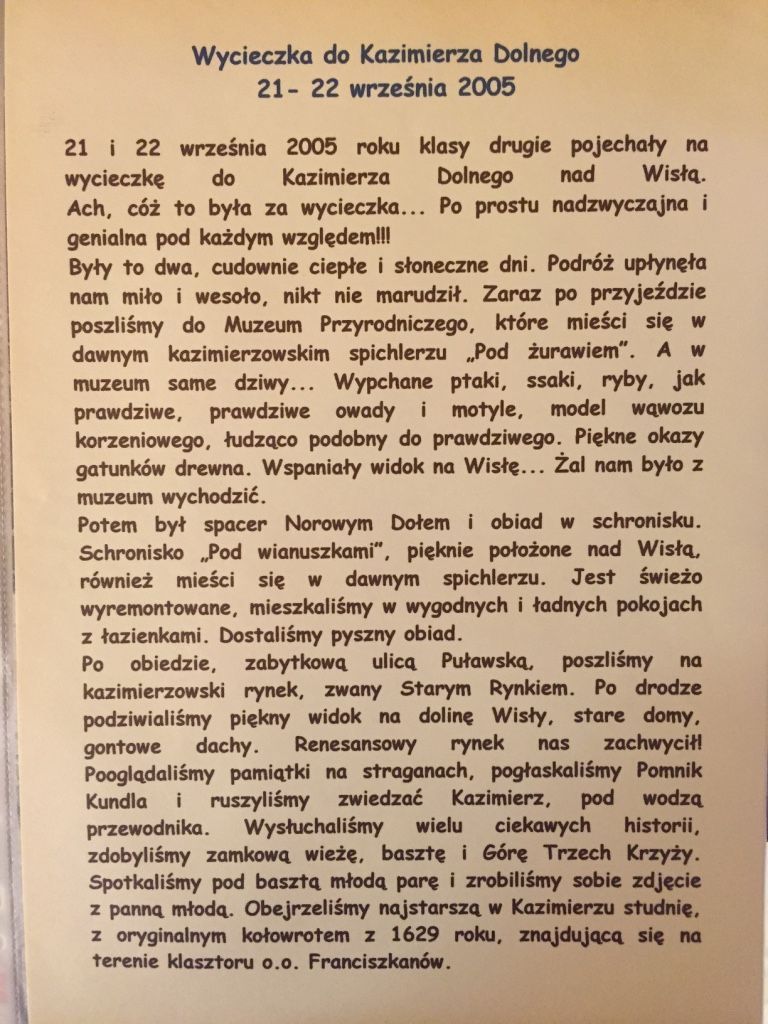 Wycieczka do Kazimierza Dolnego
21- 22 września 2005
21 i 22 września 2005 roku klasy drugie pojechały na
wycieczkę do Kazimierza Dolnego nad Wisłą.
Ach, cóż to była za wycieczka... Po prostu nadzwyczajna i
genialna pod każdym względem!!!
Były to dwa, cudownie ciepłe i słoneczne dni. Podróż upłynęła
nam miło i wesoło, nikt nie marudził. Zaraz po przyjeździe
poszliśmy do Muzeum Przyrodniczego, które mieści się w
dawnym kazimierzowskim spichlerzu „Pod żurawiem”. A w
muzeum same dziwy... Wypchane ptaki, ssaki, ryby, jak
prawdziwe, prawdziwe owady i motyle, model wąwozu
korzeniowego, łudząco podobny do prawdziwego. Piękne okazy
gatunków drewna. Wspaniały widok na Wisłę... Żal nam było z
muzeum wychodzić.
Potem był spacer Norowym Dołem i obiad w schronisku.
Schronisko „Pod wianuszkami”, pięknie położone nad Wisłą,
również mieści się w dawnym spichlerzu. Jest świeżo
wyremontowane, mieszkaliśmy w wygodnych i ładnych pokojach
z łazienkami. Dostaliśmy pyszny obiad.
Po obiedzie, zabytkową ulicą Puławską, poszliśmy na
kazimierzowski rynek, zwany Starym Rynkiem. Po drodze
podziwialiśmy piękny widok na dolinę Wisły, stare domy,
gontowe dachy. Renesansowy rynek nas zachwycił!
Pooglądaliśmy pamiątki na straganach, pogłaskaliśmy Pomnik
Kundla i ruszyliśmy zwiedzać Kazimierz, pod wodzą
przewodnika. Wysłuchaliśmy wielu ciekawych historii,
zdobyliśmy zamkową wieżę, basztę i Górę Trzech Krzyży.
Spotkaliśmy pod basztą młodą parę i zrobiliśmy sobie zdjęcie
z panną młodą. Obejrzeliśmy najstarszą w Kazimierzu studnię,
z oryginalnym kołowrotem z 1629 roku, znajdującą się na
terenie klasztoru o.o. Franciszkanów.